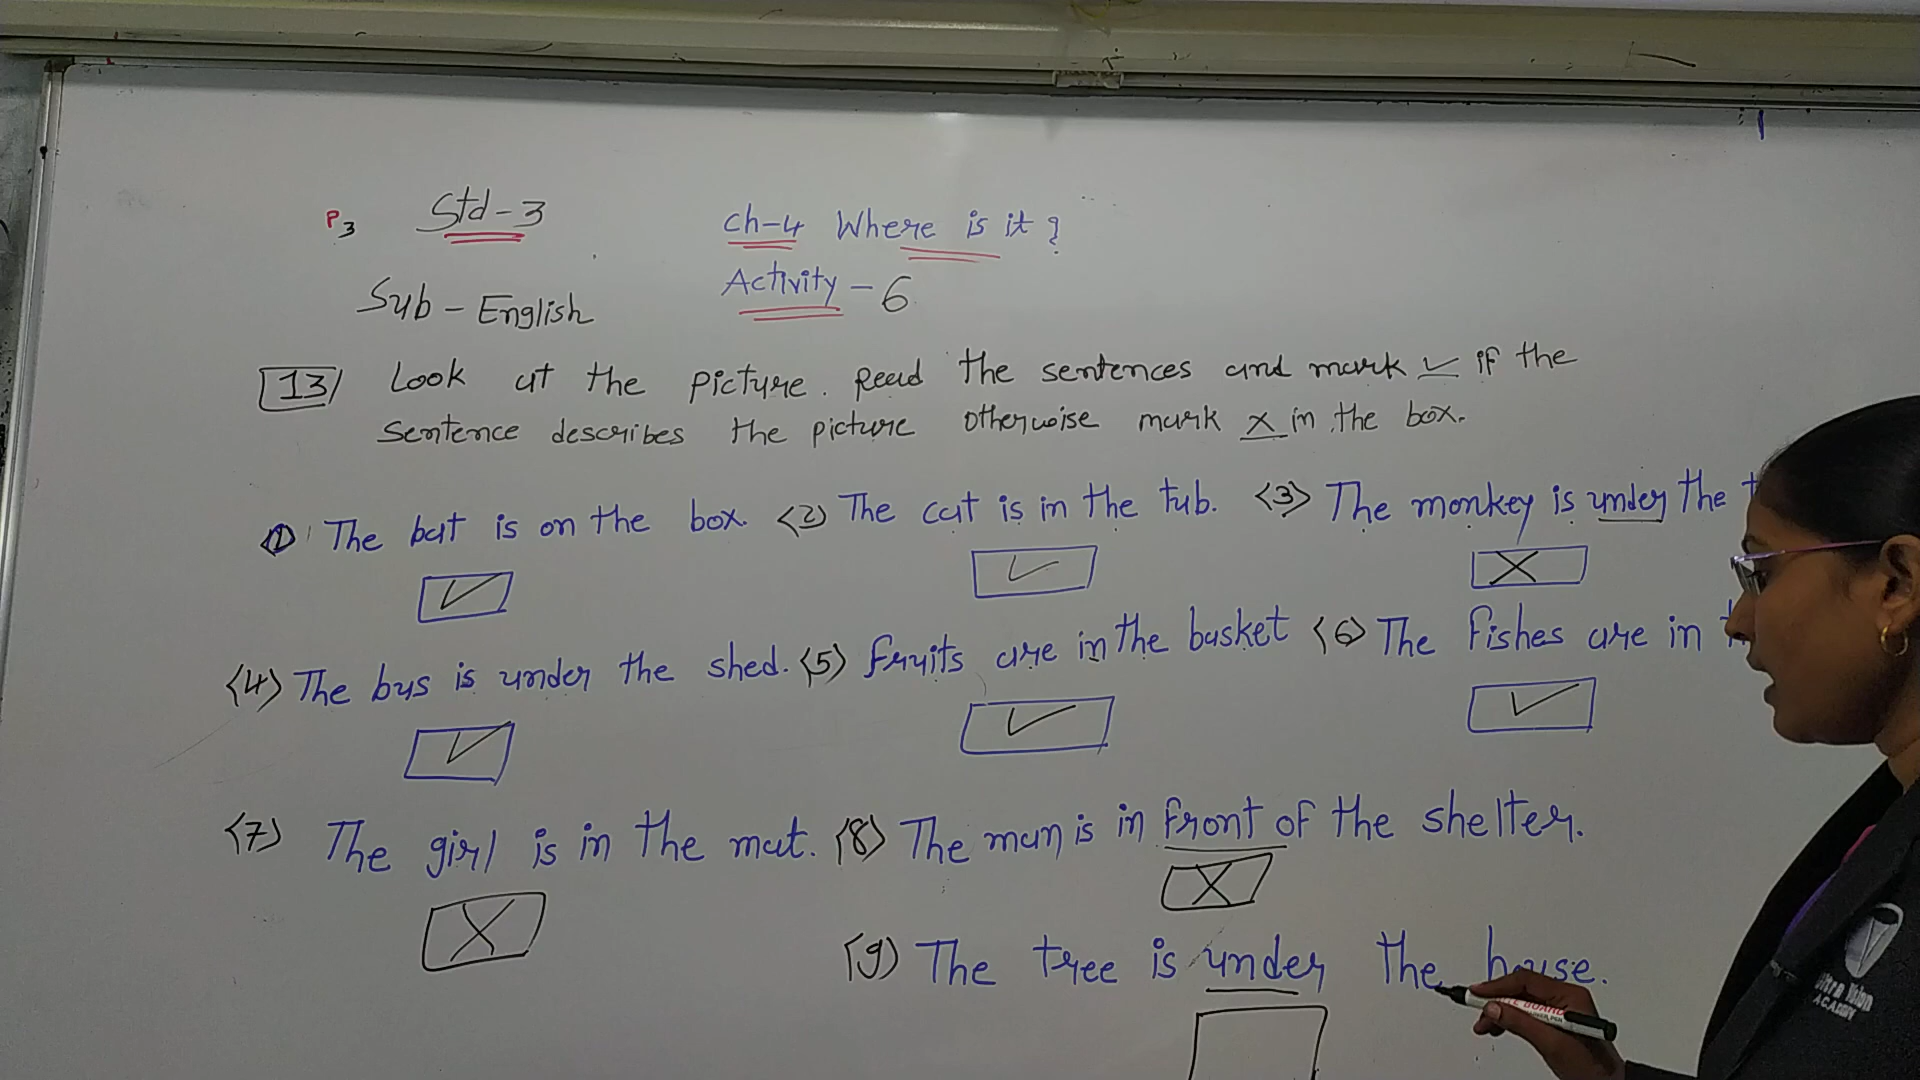 P3 Std-3 ch-4 Where is it?
Sub - English Activity - 6
13 Look at the picture. Read the sentences and mark ✓ if the
sentence describes the picture otherwise mark X in the box.
(1) The bat is on the box. (2) The cat is in the tub. (3) The monkey is under the
✓ ✓ X
(4) The bus is under the shed. (5) Fruits are in the basket (6) The fishes are in
✓ ✓ ✓
(7) The girl is in the mat. (8) The man is in front of the shelter.
X X
(9) The tree is under the house.
Ultra Vision
ACADEMY